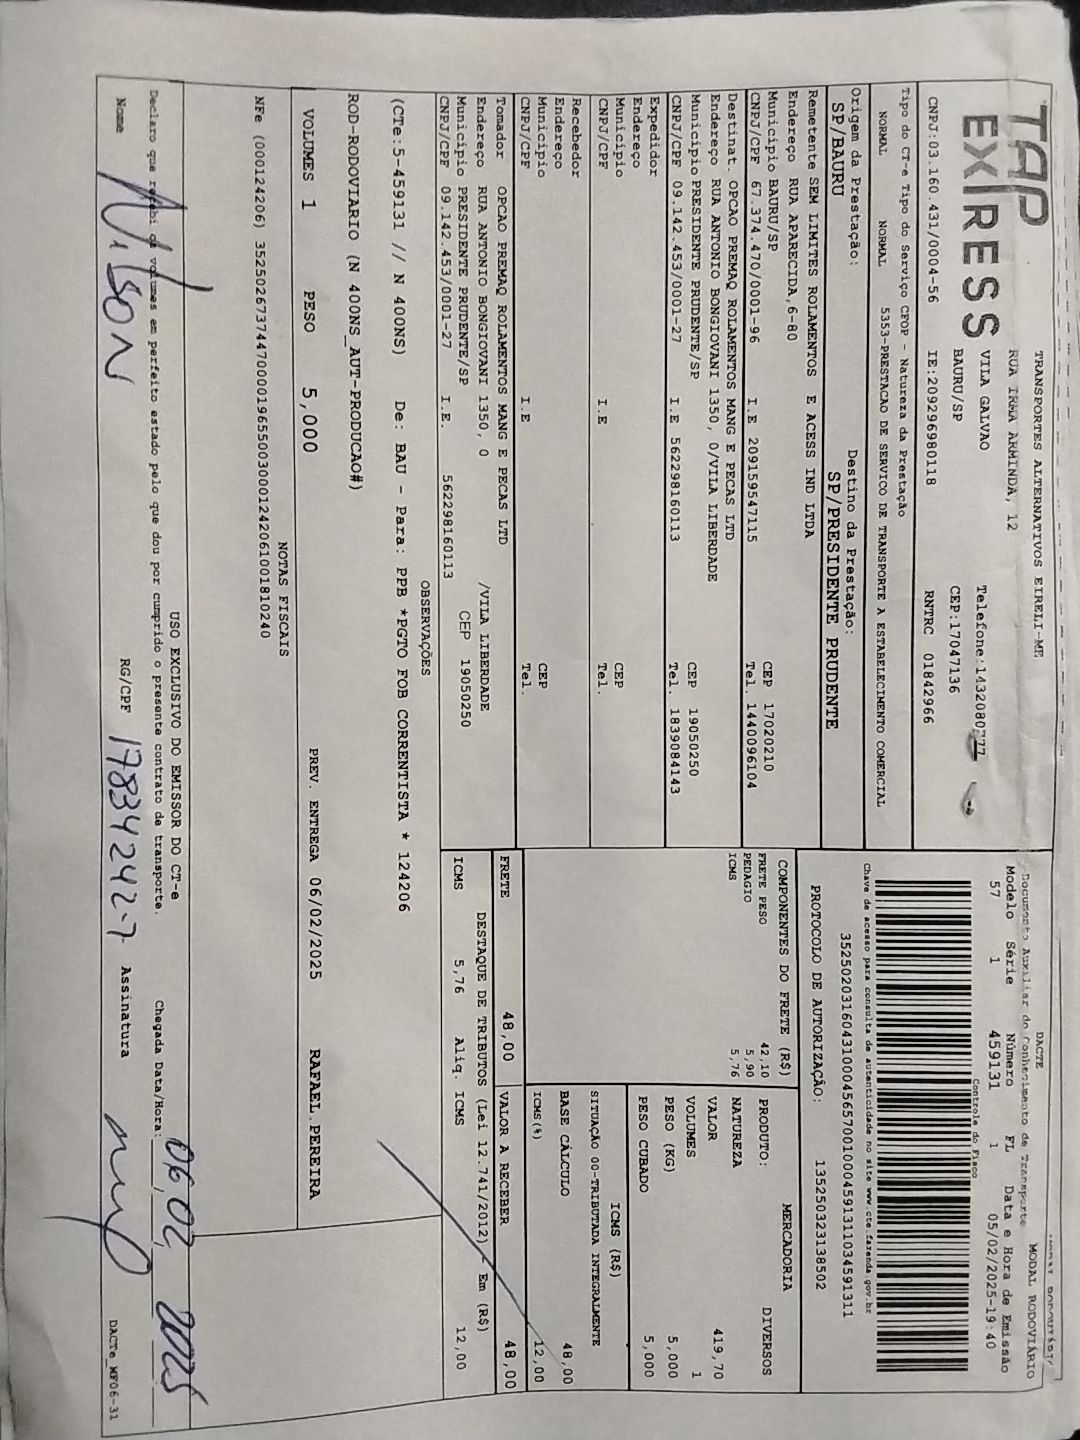 TAP
EXPRESS
TRANSPORTES ALTERNATIVOS EIRELI-ME
RUA IRMA ARMINDA, 12
VILA GALVAO Telefone:1432080777
BAURU/SP CEP:17047136
CNPJ:03.160.431/0004-56 IE:209296980118 RNTRC 01842966
DACTE
Documento Auxiliar do Conhecimento de Transporte MODAL RODOVIÁRIO
Modelo Série Número FL Data e Hora de Emissão
57 1 459131 1 05/02/2025-19:40
Controle do Fisco
Chave de acesso para consulta de autenticidade no site www.cte.fazenda.gov.br
35250203160431000456570010004591311034591311
PROTOCOLO DE AUTORIZAÇÃO: 135250323138502
Tipo do CT-e Tipo do Serviço CFOP - Natureza da Prestação
NORMAL NORMAL 5353-PRESTACAO DE SERVICO DE TRANSPORTE A ESTABELECIMENTO COMERCIAL
Origem da Prestação: Destino da Prestação:
SP/BAURU SP/PRESIDENTE PRUDENTE
Remetente SEM LIMITES ROLAMENTOS E ACESS IND LTDA
Endereço RUA APARECIDA,6-80
Município BAURU/SP CEP 17020210
CNPJ/CPF 67.374.470/0001-96 I.E 209159547115 Tel. 1440096104
Destinat. OPCAO PREMAQ ROLAMENTOS MANG E PECAS LTD
Endereço RUA ANTONIO BONGIOVANI 1350, 0/VILA LIBERDADE
Município PRESIDENTE PRUDENTE/SP CEP 19050250
CNPJ/CPF 09.142.453/0001-27 I.E 562298160113 Tel. 1839084143
Expedidor
Endereço
Município CEP
CNPJ/CPF I.E Tel.
Recebedor
Endereço
Município CEP
CNPJ/CPF I.E Tel.
Tomador OPCAO PREMAQ ROLAMENTOS MANG E PECAS LTD
Endereço RUA ANTONIO BONGIOVANI 1350, 0 /VILA LIBERDADE
Município PRESIDENTE PRUDENTE/SP CEP 19050250
CNPJ/CPF 09.142.453/0001-27 I.E. 562298160113
COMPONENTES DO FRETE (R$)
FRETE PESO 42,10
PEDAGIO 5,90
ICMS 5,76
MERCADORIA
PRODUTO: DIVERSOS
NATUREZA
VALOR 419,70
VOLUMES 1
PESO (KG) 5,000
PESO CUBADO 5,000
ICMS (R$)
SITUAÇÃO 00-TRIBUTADA INTEGRALMENTE
BASE CÁLCULO 48,00
ICMS(%) 12,00
FRETE 48,00 VALOR A RECEBER 48,00
DESTAQUE DE TRIBUTOS (Lei 12.741/2012) - Em (R$)
ICMS 5,76 Aliq. ICMS 12,00
OBSERVAÇÕES
(CTe:5-459131 // N 400NS) De: BAU - Para: PPB *PGTO FOB CORRENTISTA * 124206
ROD-RODOVIARIO (N 400NS_AUT-PRODUCAO#)
VOLUMES 1 PESO 5,000 PREV. ENTREGA 06/02/2025 RAFAEL PEREIRA
NOTAS FISCAIS
NFe (000124206) 35250267374470000196550030001242061001810240
USO EXCLUSIVO DO EMISSOR DO CT-e
Declaro que recebi os volumes em perfeito estado pelo que dou por cumprido o presente contrato de transporte. Chegada Data/Hora: 06,02, 2025
Nome Nilson RG/CPF 17834242-7 Assinatura
DACTe_MF06-31